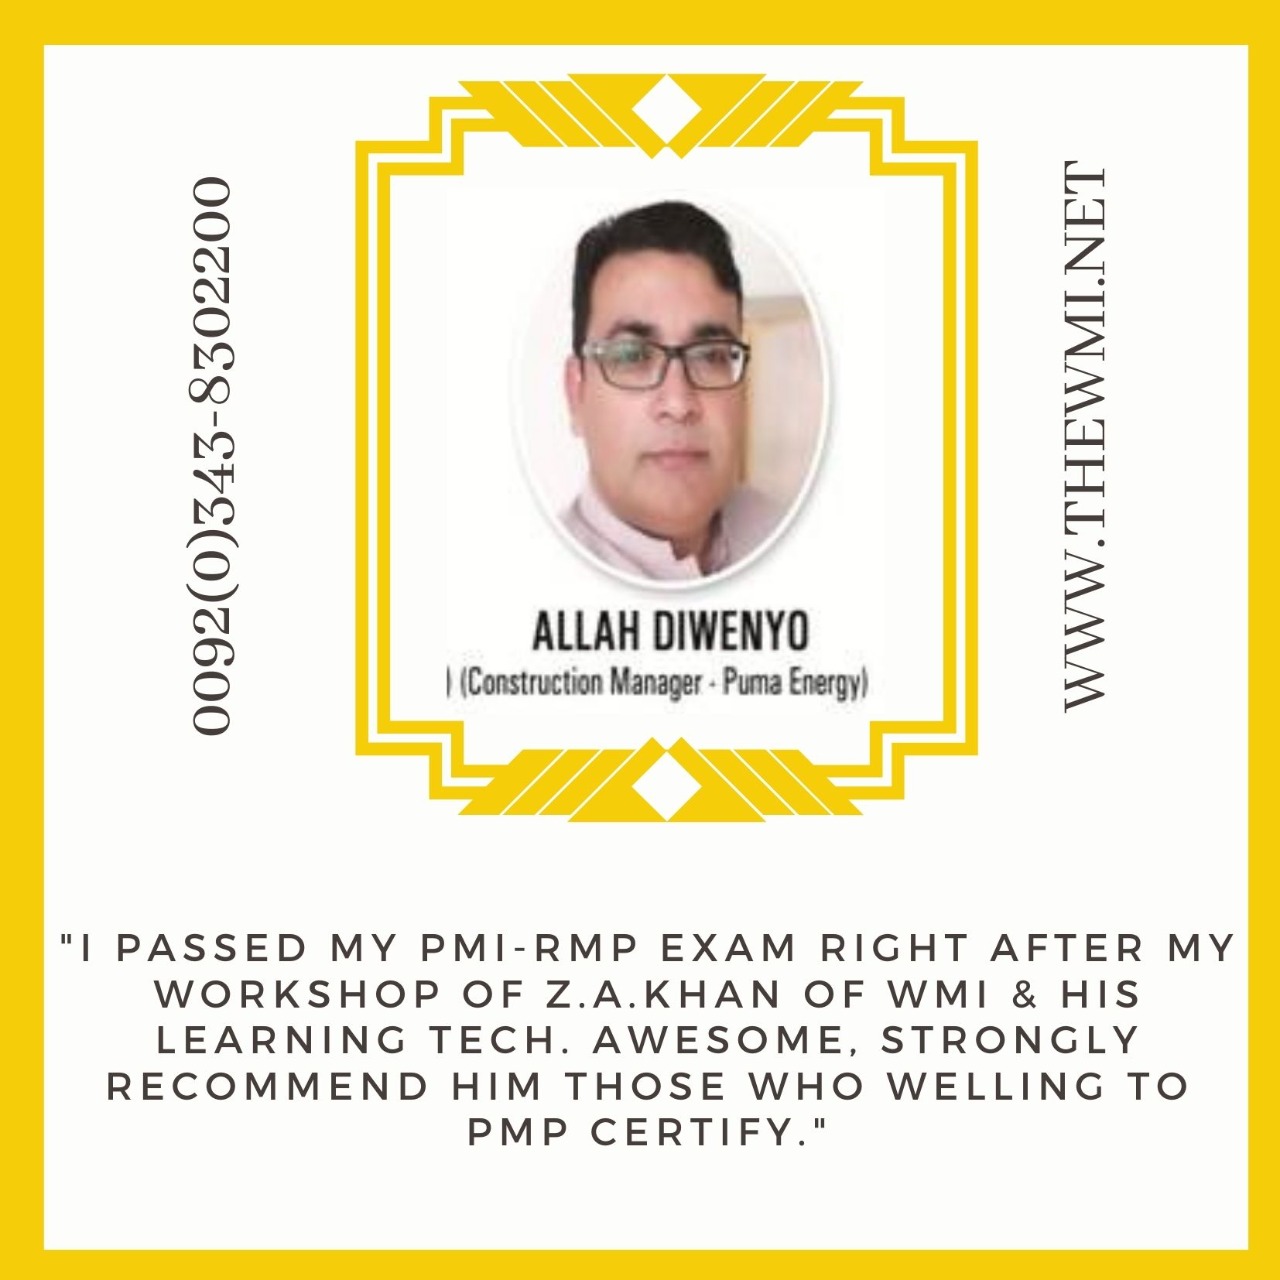 0092(0)343-8302200
WWW.THEWMI.NET
ALLAH DIWENYO
) (Construction Manager - Puma Energy)
"I PASSED MY PMI-RMP EXAM RIGHT AFTER MY
WORKSHOP OF Z.A.KHAN OF WMI & HIS
LEARNING TECH. AWESOME, STRONGLY
RECOMMEND HIM THOSE WHO WELLING TO
PMP CERTIFY."